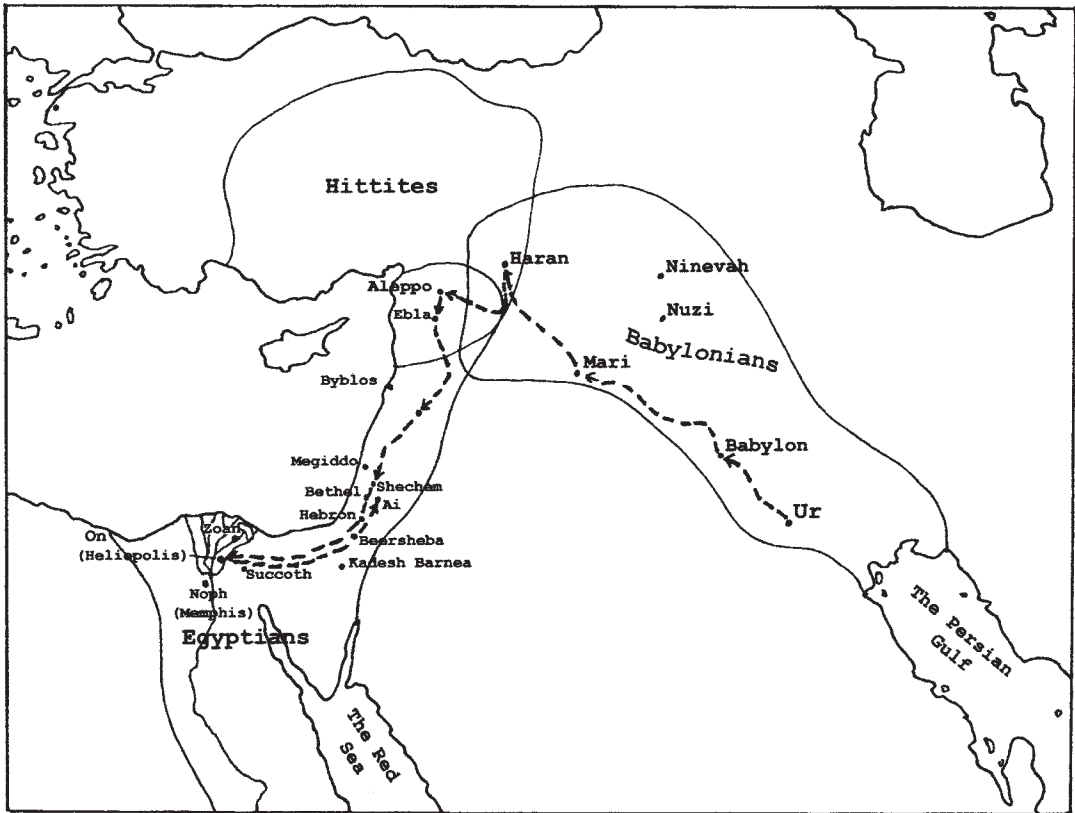 Hittites
Haran
Ninevah
Aleppo
Nuzi
Ebla
Babylonians
Mari
Byblos
Babylon
Megiddo
Shechem
Bethel
Ai
Ur
Hebron
Zoan
On
(Heliopolis)
Beersheba
Kadesh Barnea
Succoth
Noph
(Memphis)
Egyptians
The Persian
Gulf
The Red
Sea